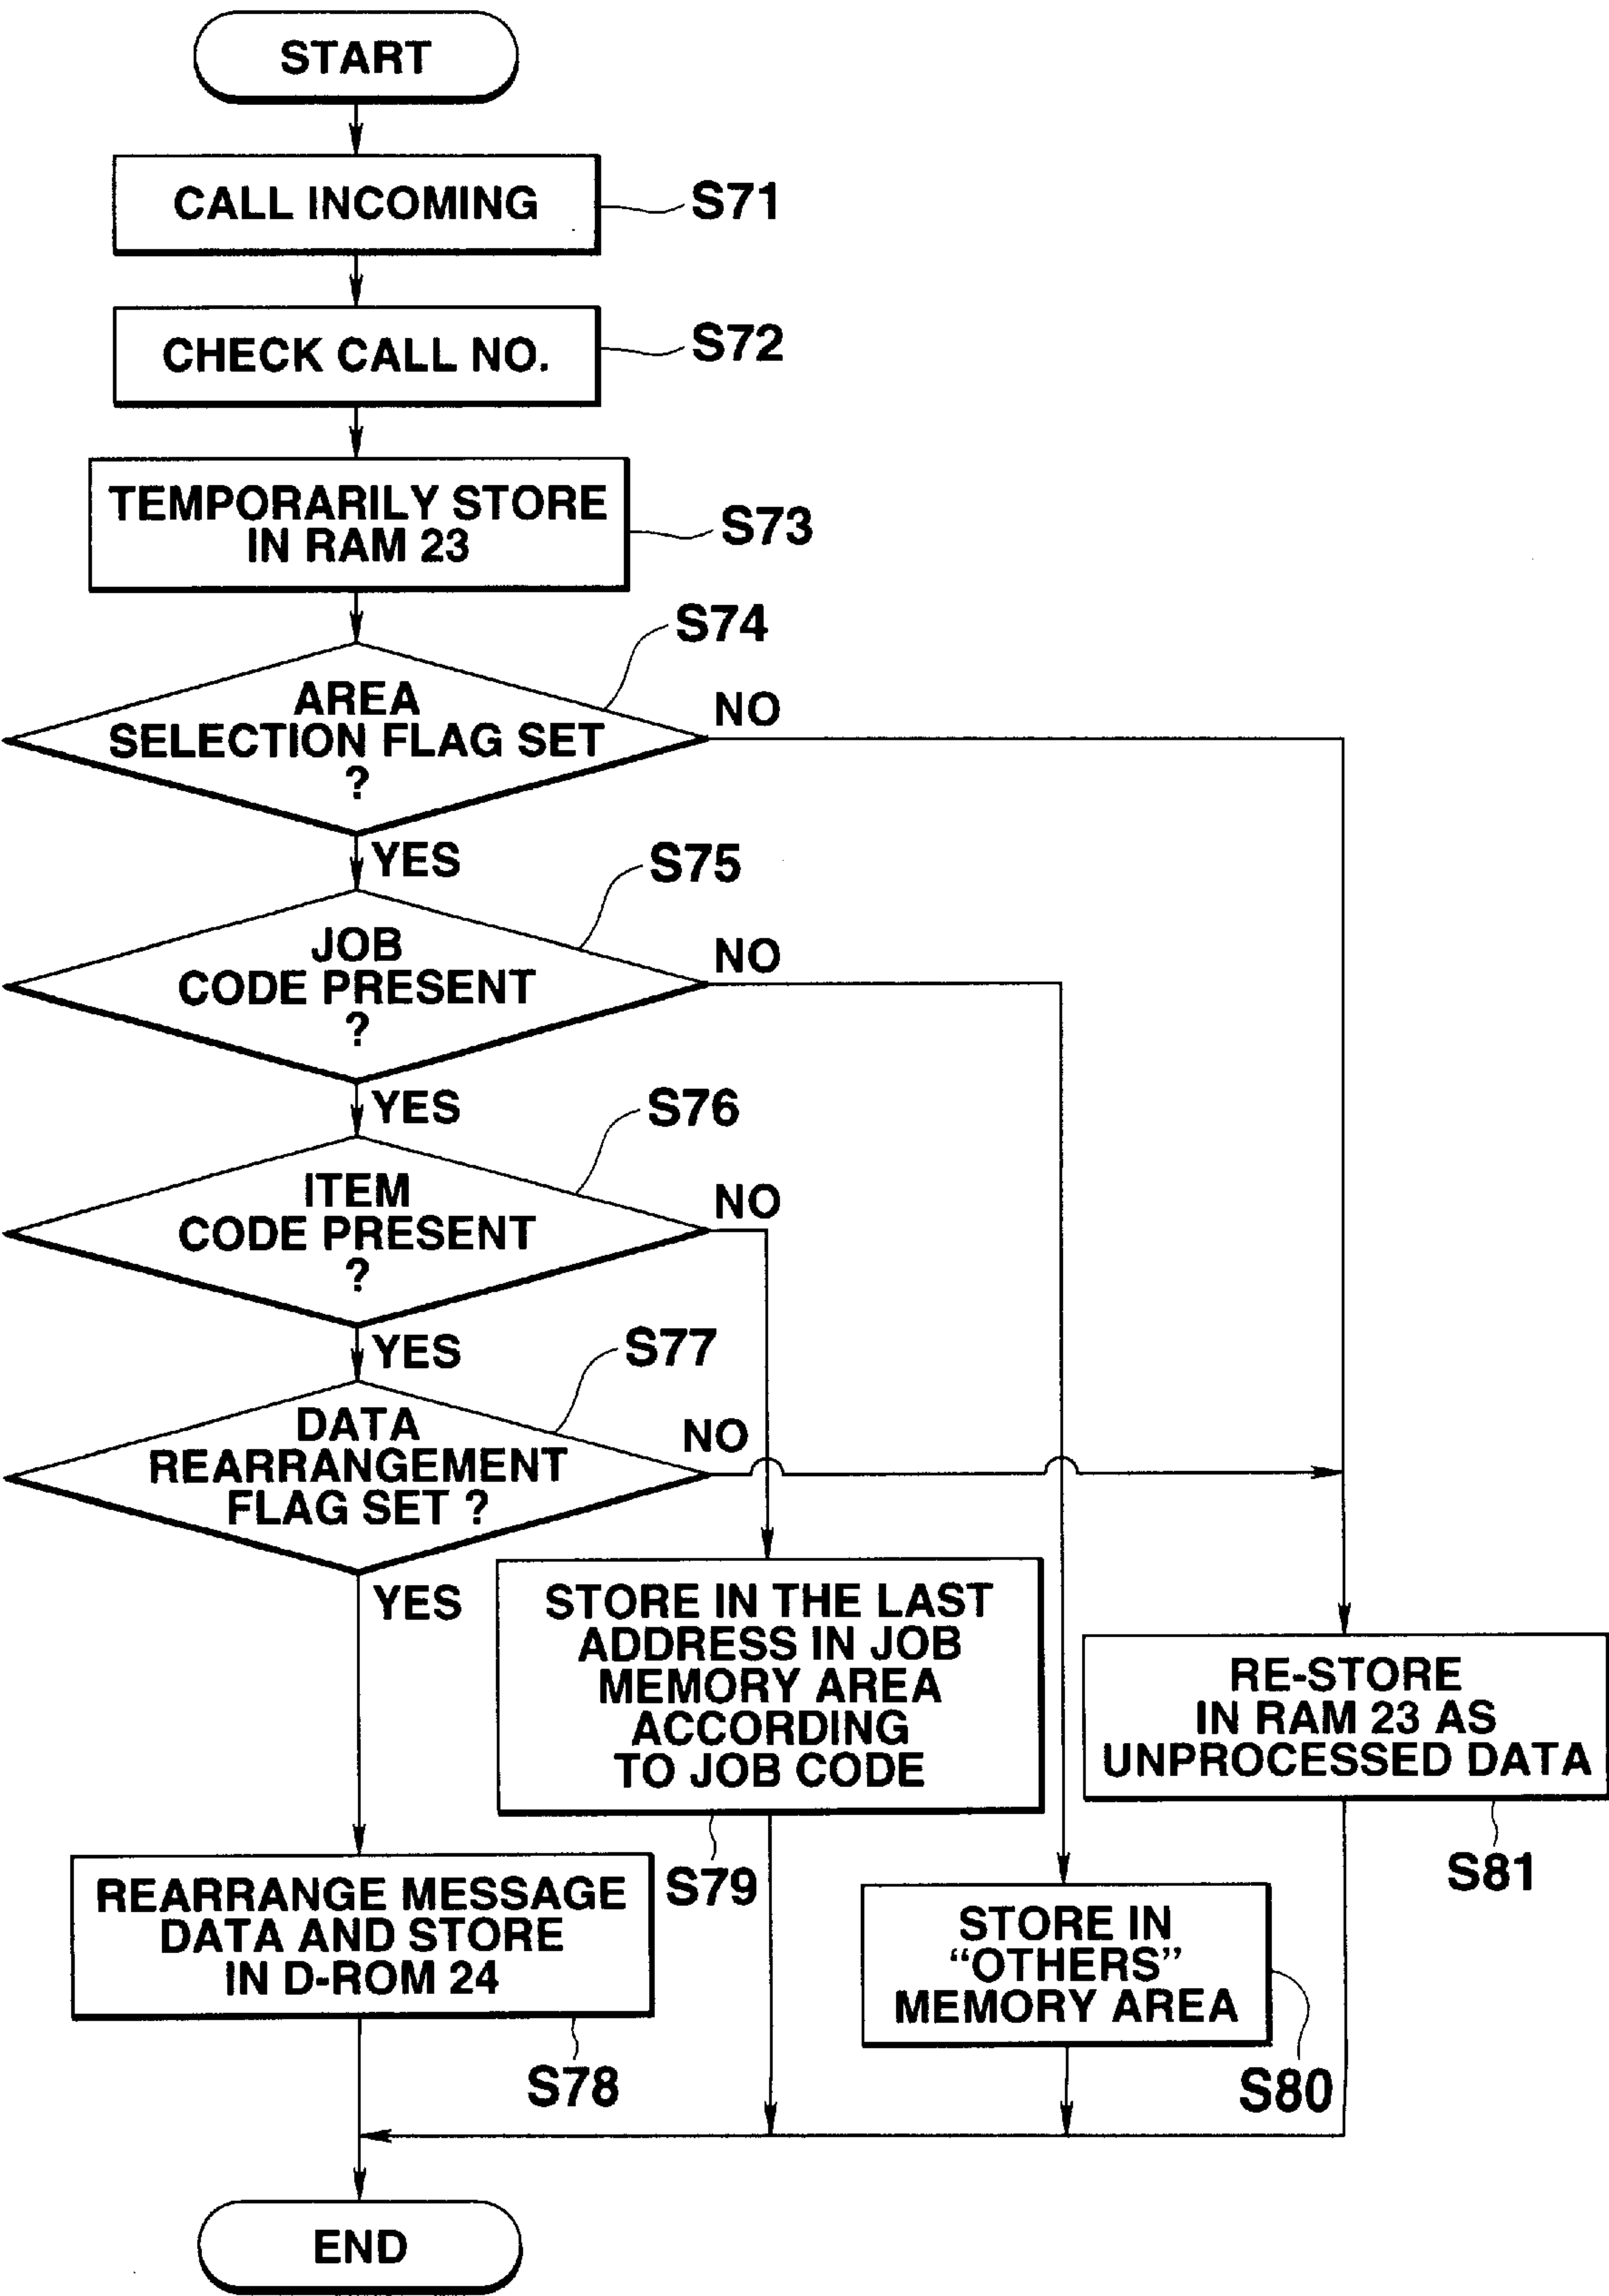 START
CALL INCOMING
S71
CHECK CALL NO.
S72
TEMPORARILY STORE
IN RAM 23
S73
S74
AREA
SELECTION FLAG SET
?
NO
YES
S75
JOB
CODE PRESENT
?
NO
YES
S76
ITEM
CODE PRESENT
?
NO
YES
S77
DATA
REARRANGEMENT
FLAG SET ?
NO
YES
STORE IN THE LAST
ADDRESS IN JOB
MEMORY AREA
ACCORDING
TO JOB CODE
S79
RE-STORE
IN RAM 23 AS
UNPROCESSED DATA
S81
REARRANGE MESSAGE
DATA AND STORE
IN D-ROM 24
S78
STORE IN
“OTHERS”
MEMORY AREA
S80
END